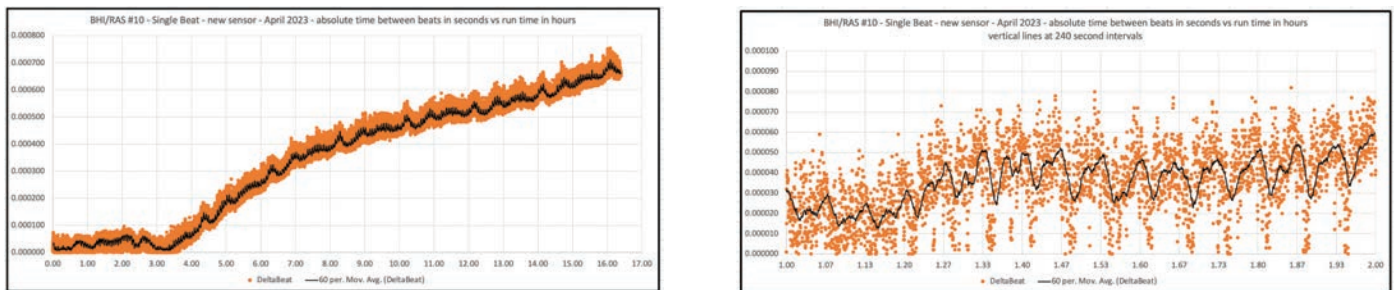 BHI/RAS #10 - Single Beat - new sensor - April 2023 - absolute time between beats in seconds vs run time in hours
0.000800
0.000700
0.000600
0.000500
0.000400
0.000300
0.000200
0.000100
0.000000
0.00 1.00 2.00 3.00 4.00 5.00 6.00 7.00 8.00 9.00 10.00 11.00 12.00 13.00 14.00 15.00 16.00 17.00
DeltaBeat 60 per. Mov. Avg. (DeltaBeat)
BHI/RAS #10 - Single Beat - new sensor - April 2023 - absolute time between beats in seconds vs run time in hours
vertical lines at 240 second intervals
0.000100
0.000090
0.000080
0.000070
0.000060
0.000050
0.000040
0.000030
0.000020
0.000010
0.000000
1.00 1.07 1.13 1.20 1.27 1.33 1.40 1.47 1.53 1.60 1.67 1.73 1.80 1.87 1.93 2.00
DeltaBeat 60 per. Mov. Avg. (DeltaBeat)